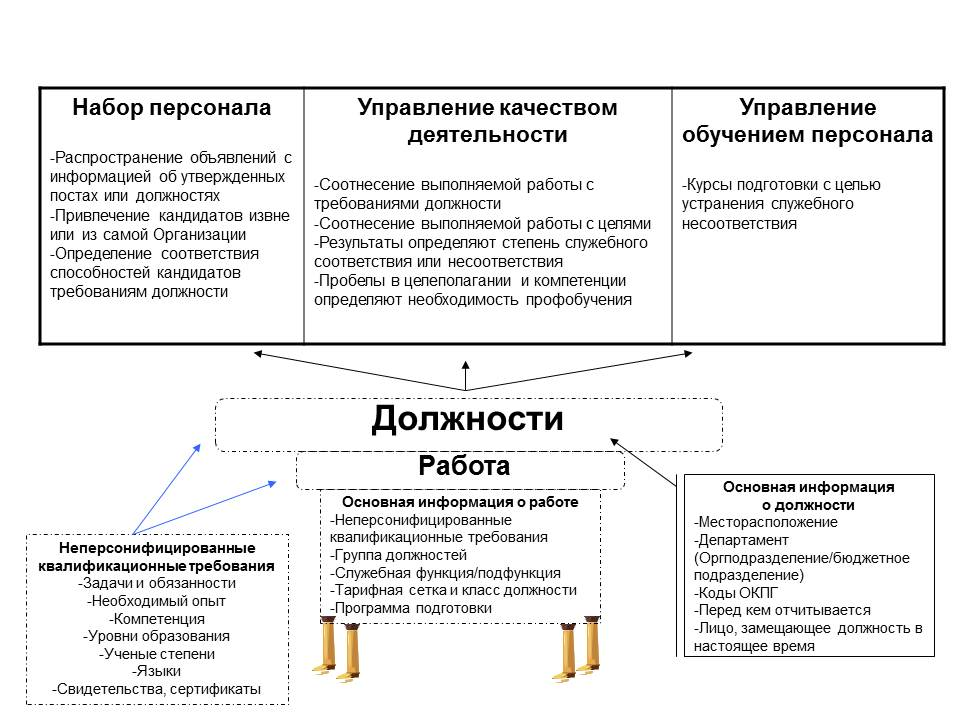 Набор персонала
-Распространение объявлений с
информацией об утвержденных
постах или должностях
-Привлечение кандидатов извне
или из самой Организации
-Определение соответствия
способностей кандидатов
требованиям должности
Управление качеством
деятельности
-Соотнесение выполняемой работы с
требованиями должности
-Соотнесение выполняемой работы с целями
-Результаты определяют степень служебного
соответствия или несоответствия
-Пробелы в целеполагании и компетенции
определяют необходимость профобучения
Управление
обучением персонала
-Курсы подготовки с целью
устранения служебного
несоответствия
Должности
Работа
Неперсонифицированные
квалификационные требования
-Задачи и обязанности
-Необходимый опыт
-Компетенция
-Уровни образования
-Ученые степени
-Языки
-Свидетельства, сертификаты
Основная информация о работе
-Неперсонифицированные
квалификационные требования
-Группа должностей
-Служебная функция/подфункция
-Тарифная сетка и класс должности
-Программа подготовки
Основная информация
о должности
-Месторасположение
-Департамент
(Оргподразделение/бюджетное
подразделение)
-Коды ОКПГ
-Перед кем отчитывается
-Лицо, замещающее должность в
настоящее время